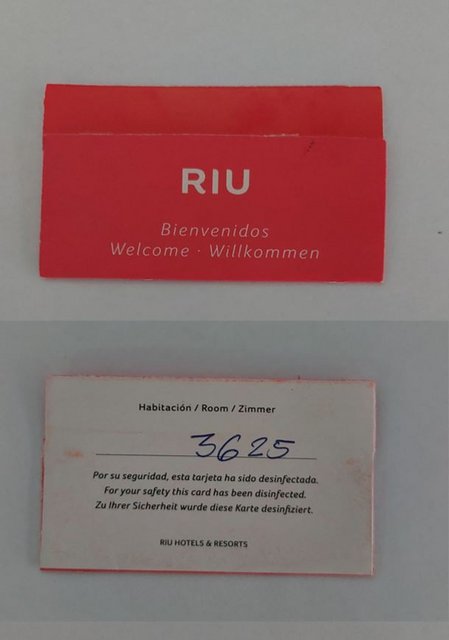 RIU
Bienvenidos
Welcome · Willkommen
Habitación / Room / Zimmer
3625
Por su seguridad, esta tarjeta ha sido desinfectada.
For your safety this card has been disinfected.
Zu Ihrer Sicherheit wurde diese Karte desinfiziert.
RIU HOTELS & RESORTS